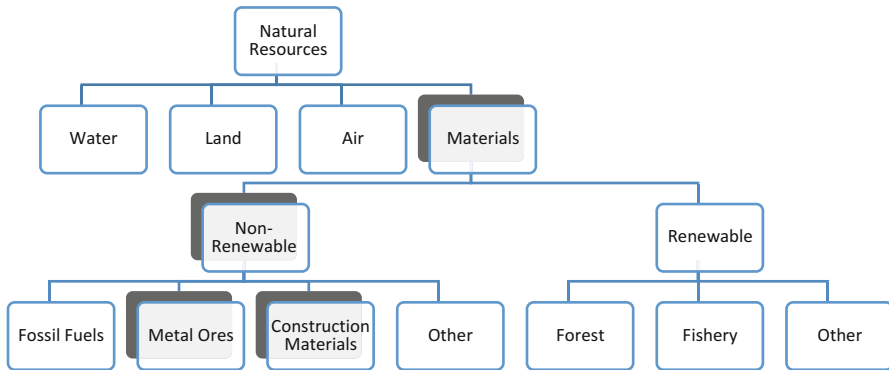 Natural
Resources
Water
Land
Air
Materials
Non-
Renewable
Renewable
Fossil Fuels
Metal Ores
Construction
Materials
Other
Forest
Fishery
Other